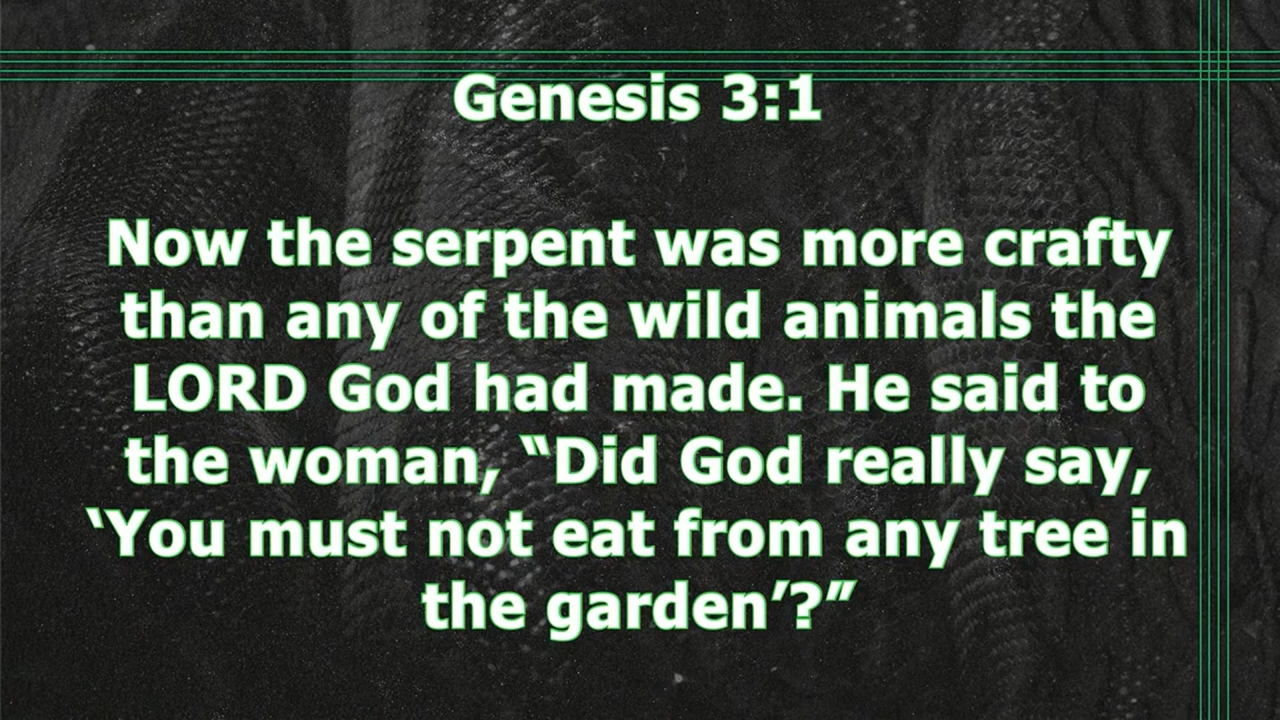 Genesis 3:1
Now the serpent was more crafty
than any of the wild animals the
LORD God had made. He said to
the woman, “Did God really say,
‘You must not eat from any tree in
the garden’?”